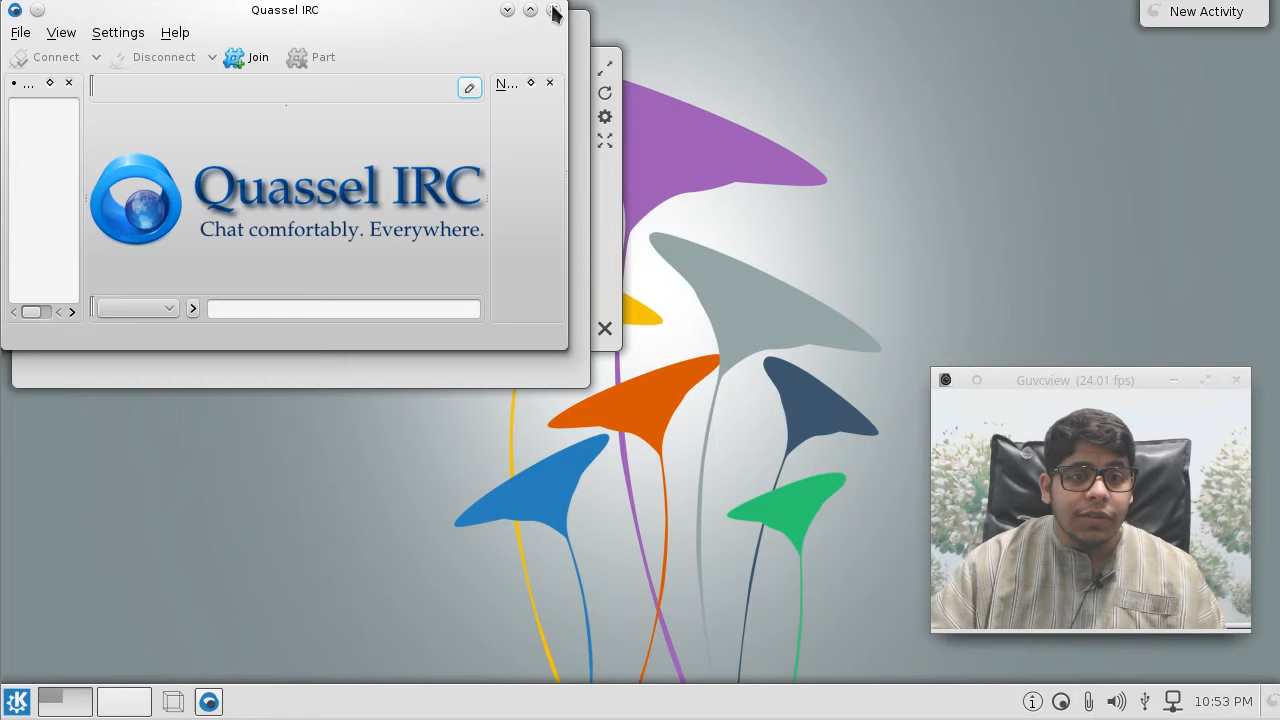 Quassel IRC
New Activity
File View Settings Help
Connect Disconnect Join Part
... N...
Quassel IRC
Chat comfortably. Everywhere.
Guvcview (24.01 fps)
10:53 PM